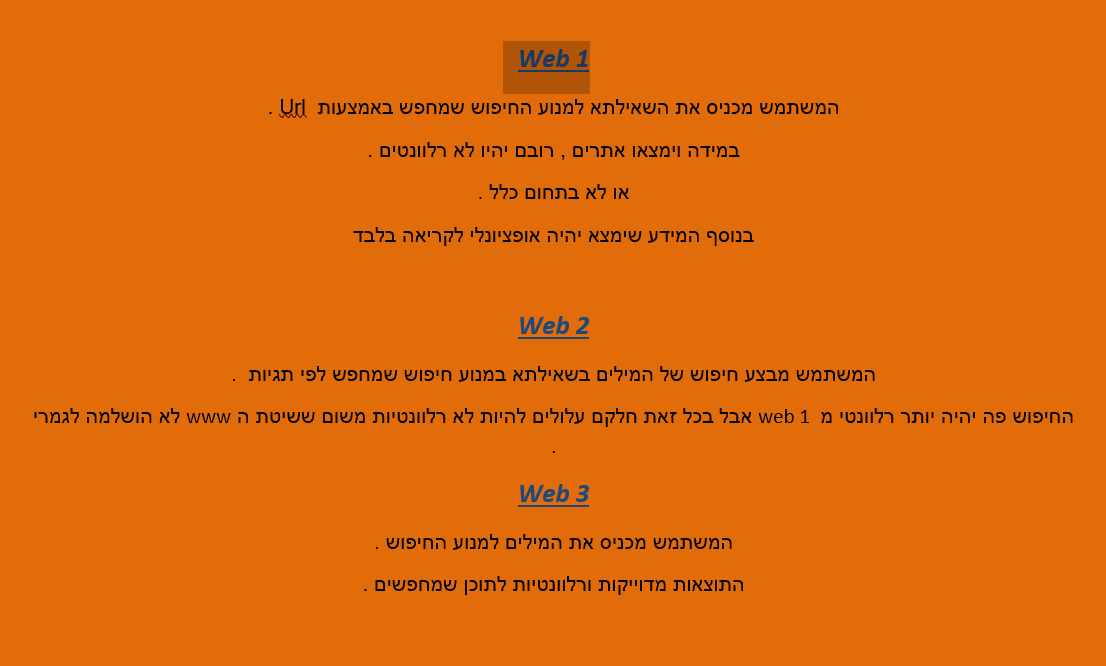 Web 1
המשתמש מכניס את השאילתא למנוע החיפוש שמחפש באמצעות  Url .
במידה וימצאו אתרים , רובם יהיו לא רלוונטים .
או לא בתחום כלל .
בנוסף המידע שימצא יהיה אופציונלי לקריאה בלבד
Web 2
המשתמש מבצע חיפוש של המילים בשאילתא במנוע חיפוש שמחפש לפי תגיות  .
החיפוש פה יהיה יותר רלוונטי מ  web 1 אבל בכל זאת חלקם עלולים להיות לא רלוונטיות משום ששיטת ה www לא הושלמה לגמרי
.
Web 3
המשתמש מכניס את המילים למנוע החיפוש .
התוצאות מדוייקות ורלוונטיות לתוכן שמחפשים .